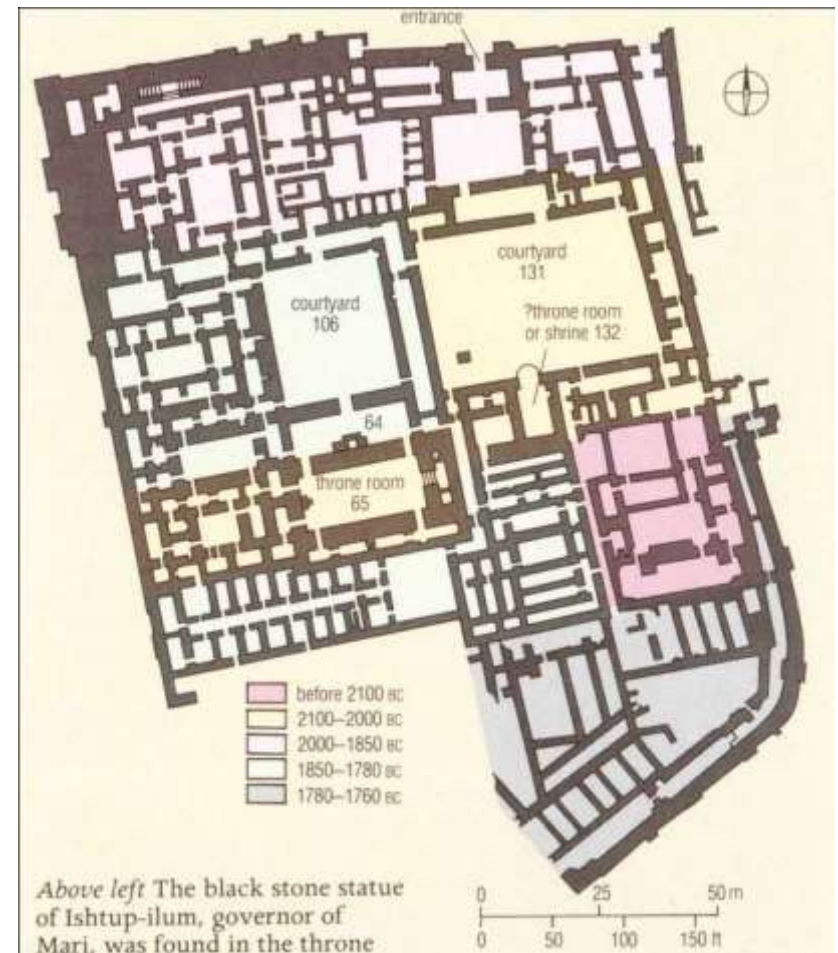 entrance
courtyard
131
courtyard
106
?throne room
or shrine 132
64
throne room
65
before 2100 BC
2100–2000 BC
2000–1850 BC
1850–1780 BC
1780–1760 BC
Above left The black stone statue
of Ishtup-ilum, governor of
Mari, was found in the throne
0 25 50 m
0 50 100 150 ft